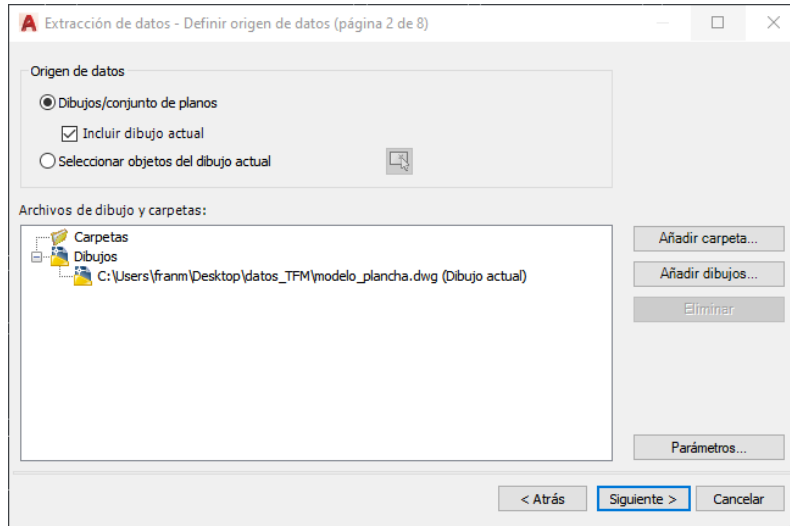 Extracción de datos - Definir origen de datos (página 2 de 8)
Origen de datos
Dibujos/conjunto de planos
Incluir dibujo actual
Seleccionar objetos del dibujo actual
Archivos de dibujo y carpetas:
Carpetas
Dibujos
C:\Users\franm\Desktop\datos_TFM\modelo_plancha.dwg (Dibujo actual)
Añadir carpeta...
Añadir dibujos...
Eliminar
Parámetros...
< Atrás
Siguiente >
Cancelar